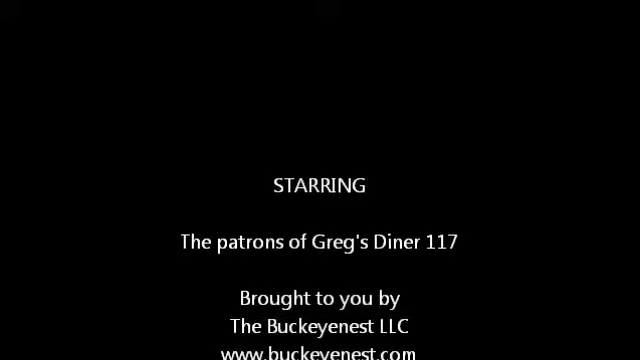 STARRING
The patrons of Greg's Diner 117
Brought to you by
The Buckeyenest LLC
www.buckeyenest.com